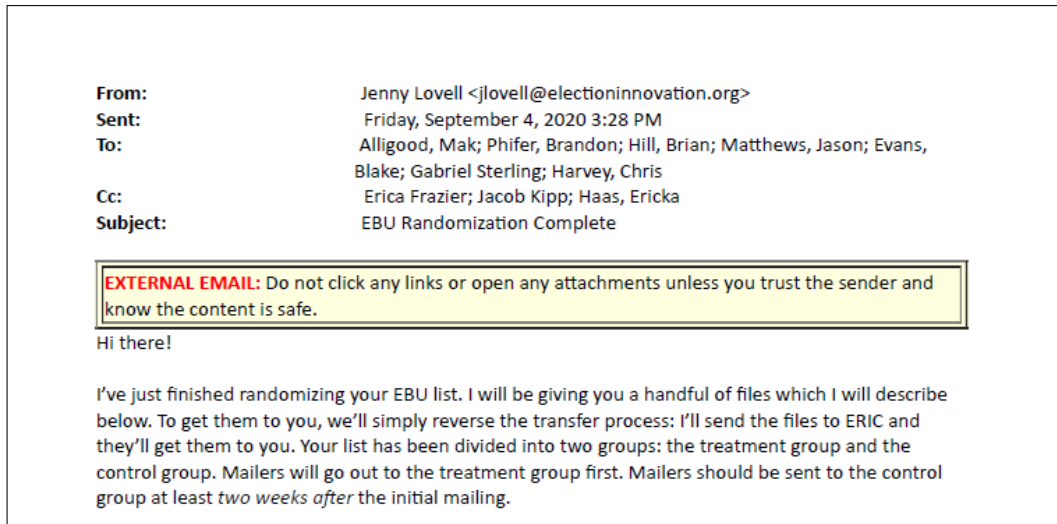 From: Jenny Lovell <jlovell@electioninnovation.org>
Sent: Friday, September 4, 2020 3:28 PM
To: Alligood, Mak; Phifer, Brandon; Hill, Brian; Matthews, Jason; Evans,
Blake; Gabriel Sterling; Harvey, Chris
Cc: Erica Frazier; Jacob Kipp; Haas, Ericka
Subject: EBU Randomization Complete
EXTERNAL EMAIL: Do not click any links or open any attachments unless you trust the sender and
know the content is safe.
Hi there!
I've just finished randomizing your EBU list. I will be giving you a handful of files which I will describe
below. To get them to you, we'll simply reverse the transfer process: I'll send the files to ERIC and
they'll get them to you. Your list has been divided into two groups: the treatment group and the
control group. Mailers will go out to the treatment group first. Mailers should be sent to the control
group at least two weeks after the initial mailing.